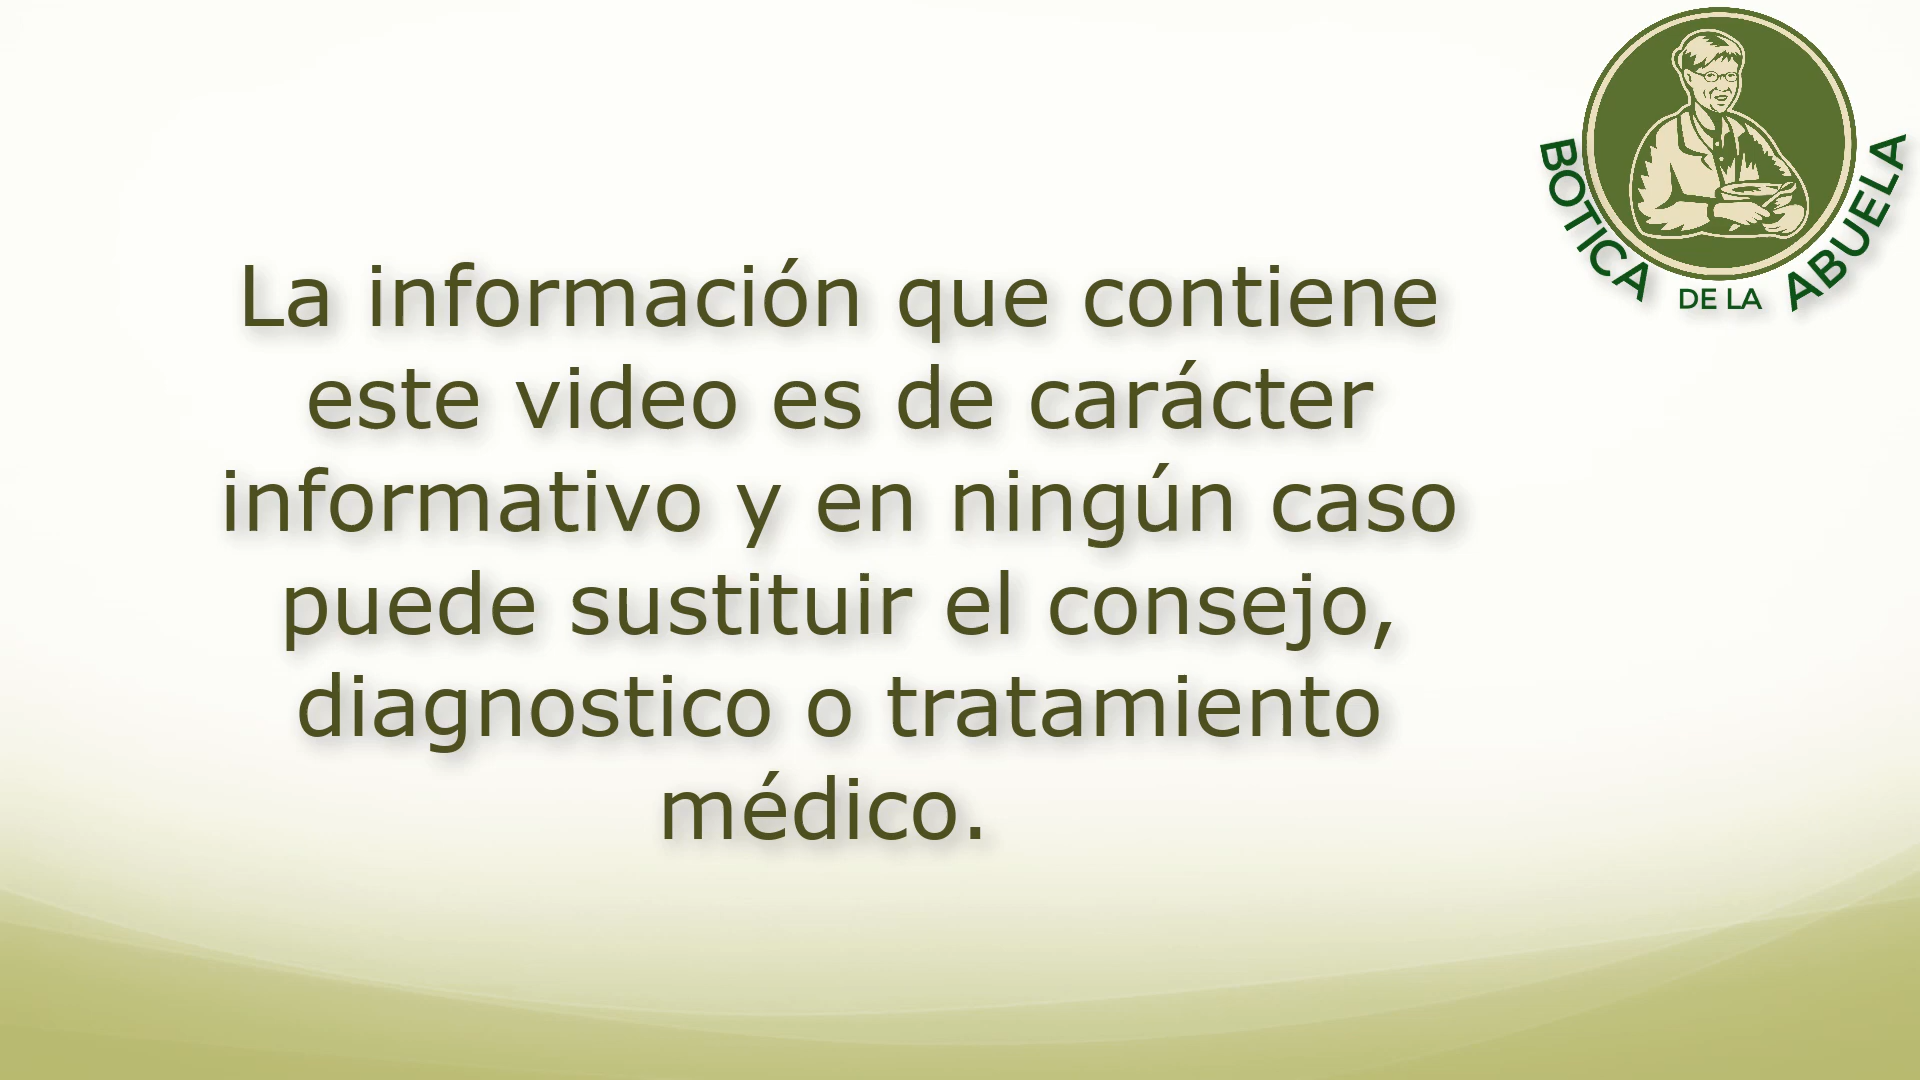 La información que contiene
este video es de carácter
informativo y en ningún caso
puede sustituir el consejo,
diagnostico o tratamiento
médico.
BOTICA DE LA ABUELA